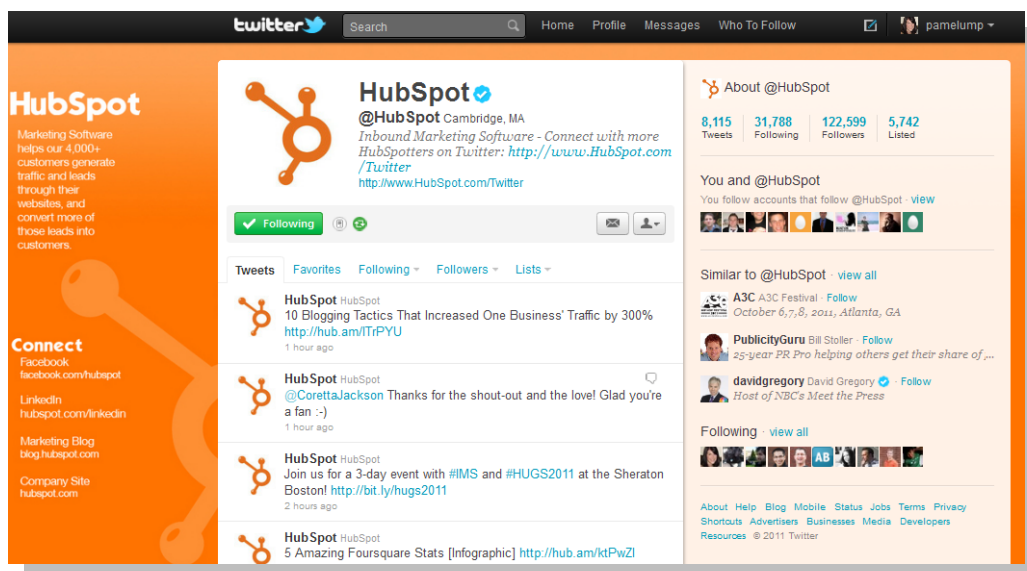 twitter Search Home Profile Messages Who To Follow pamelump
HubSpot
Marketing Software
helps our 4,000+
customers generate
traffic and leads
through their
websites, and
convert more of
those leads into
customers.
Connect
Facebook
facebook.com/hubspot
LinkedIn
hubspot.com/linkedin
Marketing Blog
blog.hubspot.com
Company Site
hubspot.com
HubSpot
@HubSpot Cambridge, MA
Inbound Marketing Software - Connect with more
HubSpotters on Twitter: http://www.HubSpot.com
/Twitter
http://www.HubSpot.com/Twitter
Following
Tweets Favorites Following Followers Lists
HubSpot HubSpot
10 Blogging Tactics That Increased One Business' Traffic by 300%
http://hub.am/lTrPYU
1 hour ago
HubSpot HubSpot
@CorettaJackson Thanks for the shout-out and the love! Glad you're
a fan :-)
1 hour ago
HubSpot HubSpot
Join us for a 3-day event with #IMS and #HUGS2011 at the Sheraton
Boston! http://bit.ly/hugs2011
2 hours ago
HubSpot HubSpot
5 Amazing Foursquare Stats [Infographic] http://hub.am/ktPwZl
About @HubSpot
8,115 31,788 122,599 5,742
Tweets Following Followers Listed
You and @HubSpot
You follow accounts that follow @HubSpot · view
Similar to @HubSpot · view all
A3C A3C Festival · Follow
October 6,7,8, 2011, Atlanta, GA
PublicityGuru Bill Stoller · Follow
25-year PR Pro helping others get their share of ,...
davidgregory David Gregory · Follow
Host of NBC's Meet the Press
Following · view all
AB
About Help Blog Mobile Status Jobs Terms Privacy
Shortcuts Advertisers Businesses Media Developers
Resources © 2011 Twitter